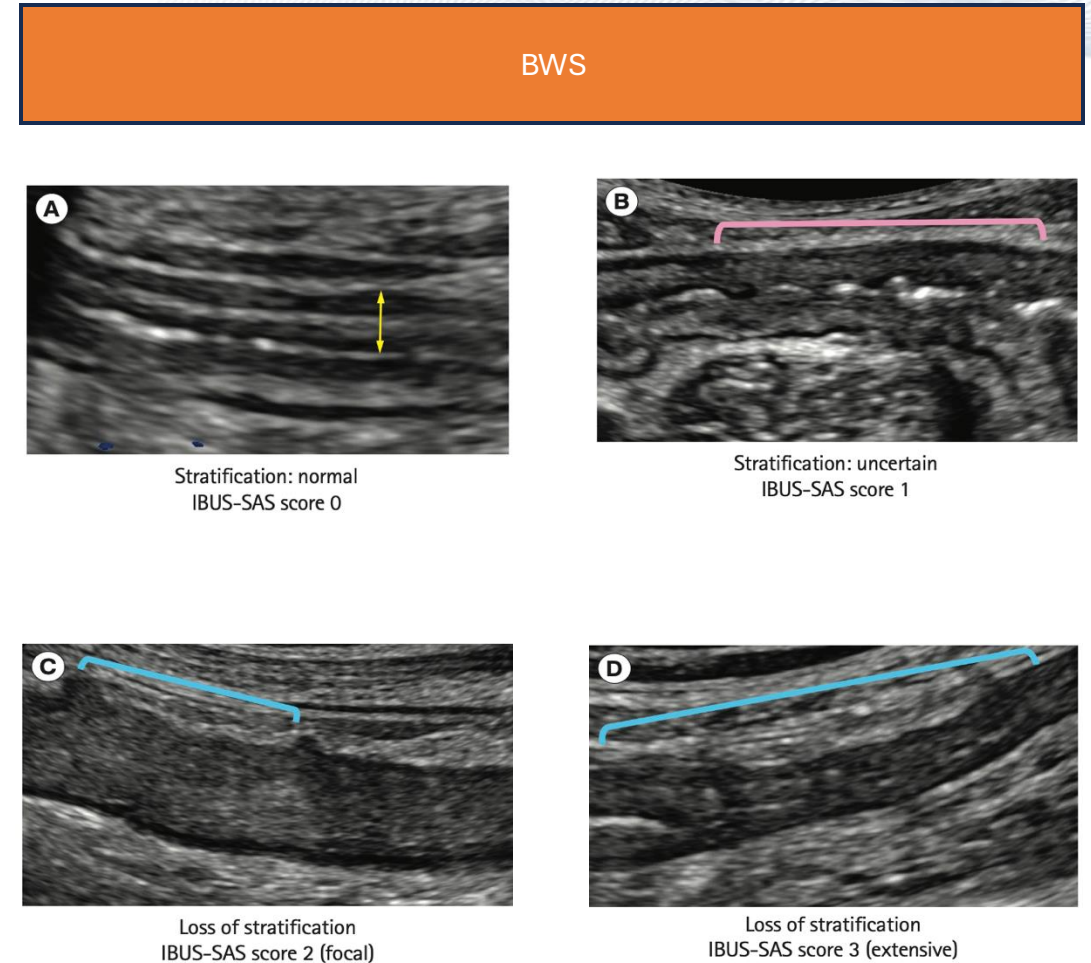 BWS
A
B
Stratification: normal
IBUS-SAS score 0
Stratification: uncertain
IBUS-SAS score 1
C
D
Loss of stratification
IBUS-SAS score 2 (focal)
Loss of stratification
IBUS-SAS score 3 (extensive)